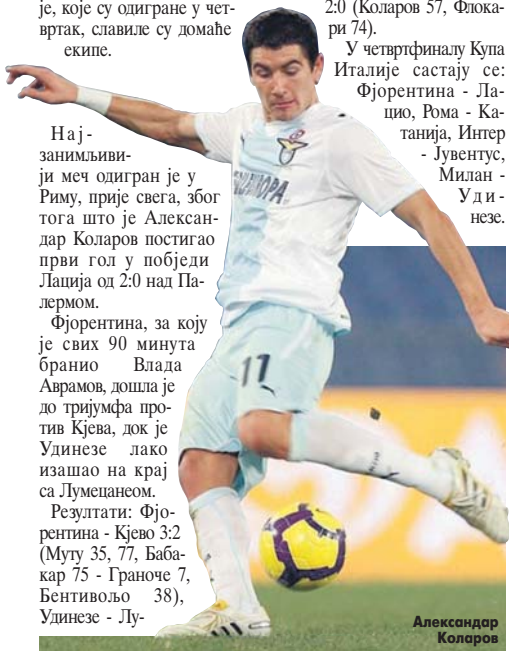 је, које су одигране у чет-
вртак, славиле су домаће
екипе.
Нај-
занимљиви-
ји меч одигран је у
Риму, прије свега, због
тога што је Александ-
дар Коларов постигао
први гол у побједи
Лација од 2:0 над Па-
лермом.
Фјорентина, за коју
је свих 90 минута
бранио Влада
Аврамов, дошла је
до тријумфа про-
тив Кјева, док је
Удинезе лако
изашао на крај
са Лумецанеом.
Резултати: Фјо-
рентина - Кјево 3:2
(Муту 35, 77, Баба-
кар 75 - Граноче 7,
Бентивољо 38),
Удинезе - Лу-
2:0 (Коларов 57, Флока-
ри 74).
У четвртфиналу Купа
Италије састају се:
Фјорентина - Ла-
цио, Рома - Ка-
танија, Интер
- Јувентус,
Милан -
Уди-
незе.
11
Александар
Коларов